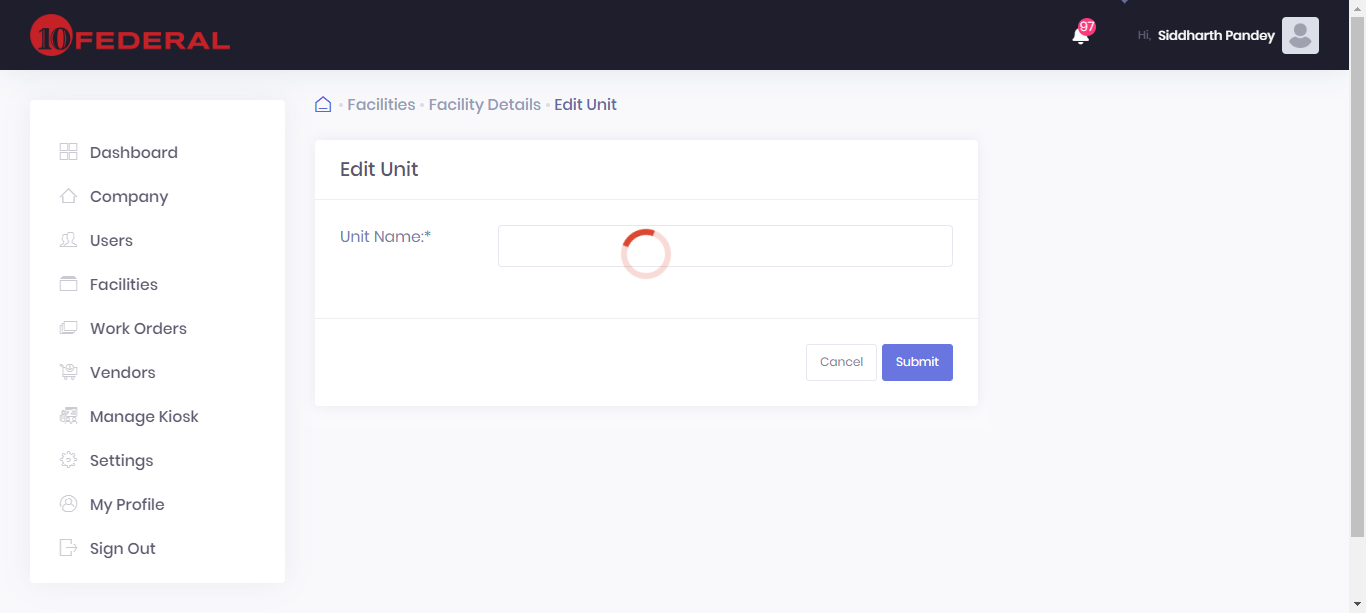 10 FEDERAL
97
Hi, Siddharth Pandey
Facilities • Facility Details • Edit Unit
Dashboard
Company
Users
Facilities
Work Orders
Vendors
Manage Kiosk
Settings
My Profile
Sign Out
Edit Unit
Unit Name:*
Cancel Submit